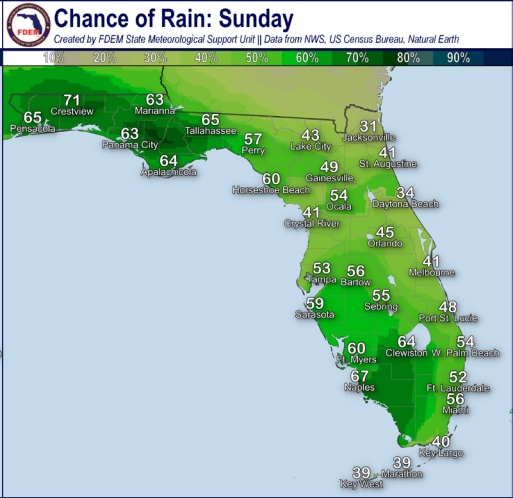 FDEM
Chance of Rain: Sunday
Created by FDEM State Meteorological Support Unit || Data from NWS, US Census Bureau, Natural Earth
10% 20% 30% 40% 50% 60% 70% 80% 90%
71
Crestview
63
Marianna
65
Pensacola
65
Tallahassee
63
Panama City
64
Apalachicola
57
Perry
43
Lake City
31
Jacksonville
41
St. Augustine
49
Gainesville
60
Horseshoe Beach
54
Ocala
34
Daytona Beach
41
Crystal River
45
Orlando
41
Melbourne
53
Tampa
56
Bartow
55
Sebring
59
Sarasota
48
Port St. Lucie
60
Ft. Myers
64
Clewiston
54
W. Palm Beach
67
Naples
52
Ft. Lauderdale
56
Miami
40
Key Largo
39
Marathon
39
Key West